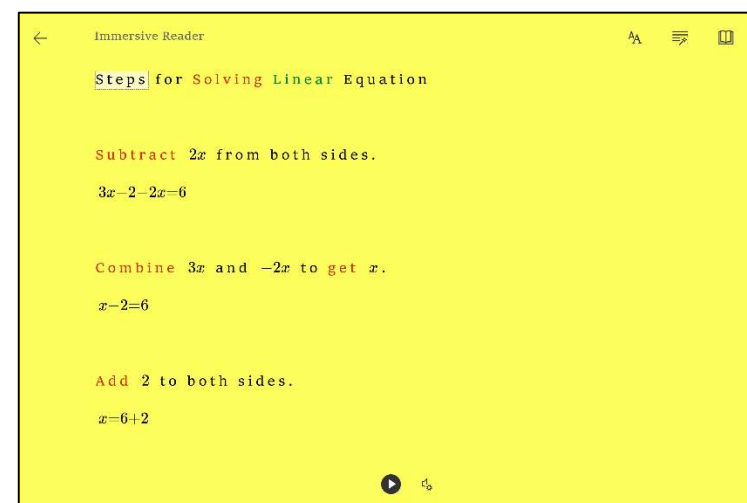 Immersive Reader
Steps for Solving Linear Equation
Subtract 2x from both sides.
3x−2−2x=6
Combine 3x and −2x to get x.
x−2=6
Add 2 to both sides.
x=6+2